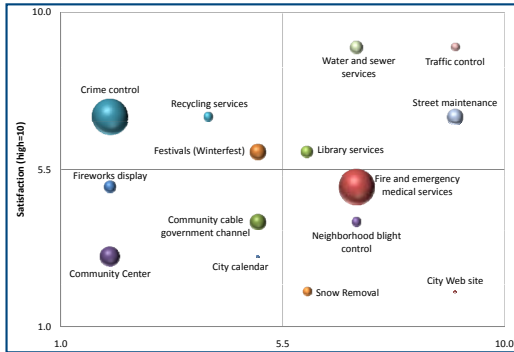 10.0
Water and sewer
services
Traffic control
Crime control
Recycling services
Street maintenance
Festivals (Winterfest)
Library services
Satisfaction (high=10)
5.5
Fireworks display
Fire and emergency
medical services
Community cable
government channel
Neighborhood blight
control
Community Center
City calendar
Snow Removal
City Web site
1.0
1.0
5.5
10.0